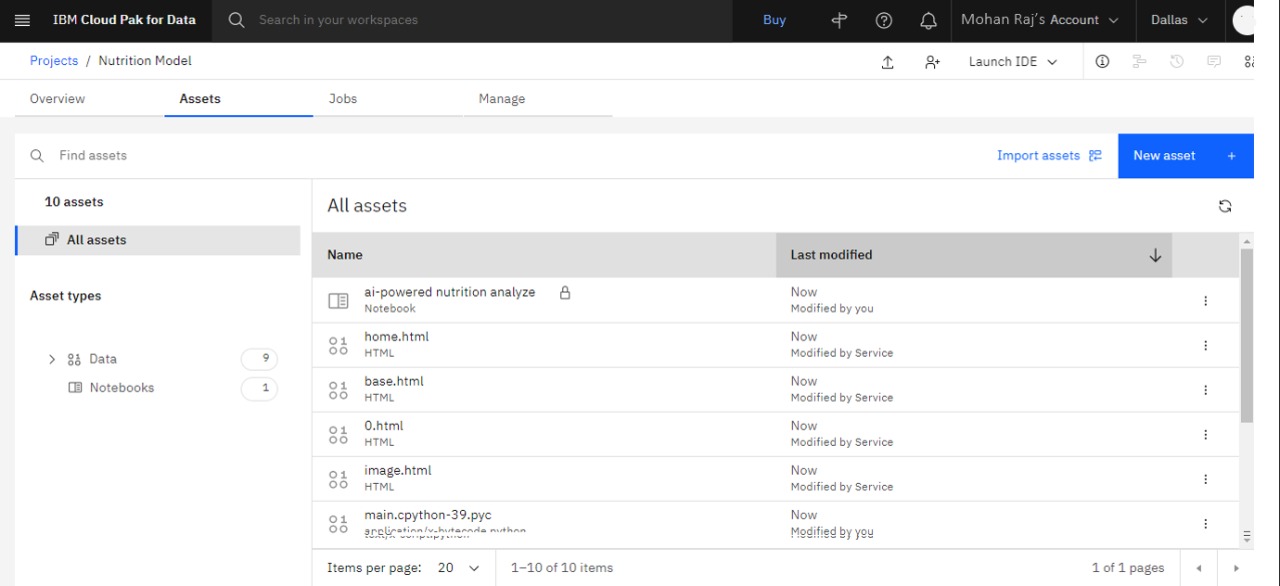 IBM Cloud Pak for Data
Search in your workspaces
Buy
Mohan Raj's Account
Dallas
Projects / Nutrition Model
Launch IDE
Overview
Assets
Jobs
Manage
Find assets
Import assets
New asset +
10 assets
All assets
All assets
Asset types
Data 9
Notebooks 1
Name
Last modified
ai-powered nutrition analyze
Now
Notebook
Modified by you
home.html
Now
HTML
Modified by Service
base.html
Now
HTML
Modified by Service
0.html
Now
HTML
Modified by Service
image.html
Now
HTML
Modified by Service
main.cpython-39.pyc
Now
Modified by you
Items per page: 20
1–10 of 10 items
1 of 1 pages